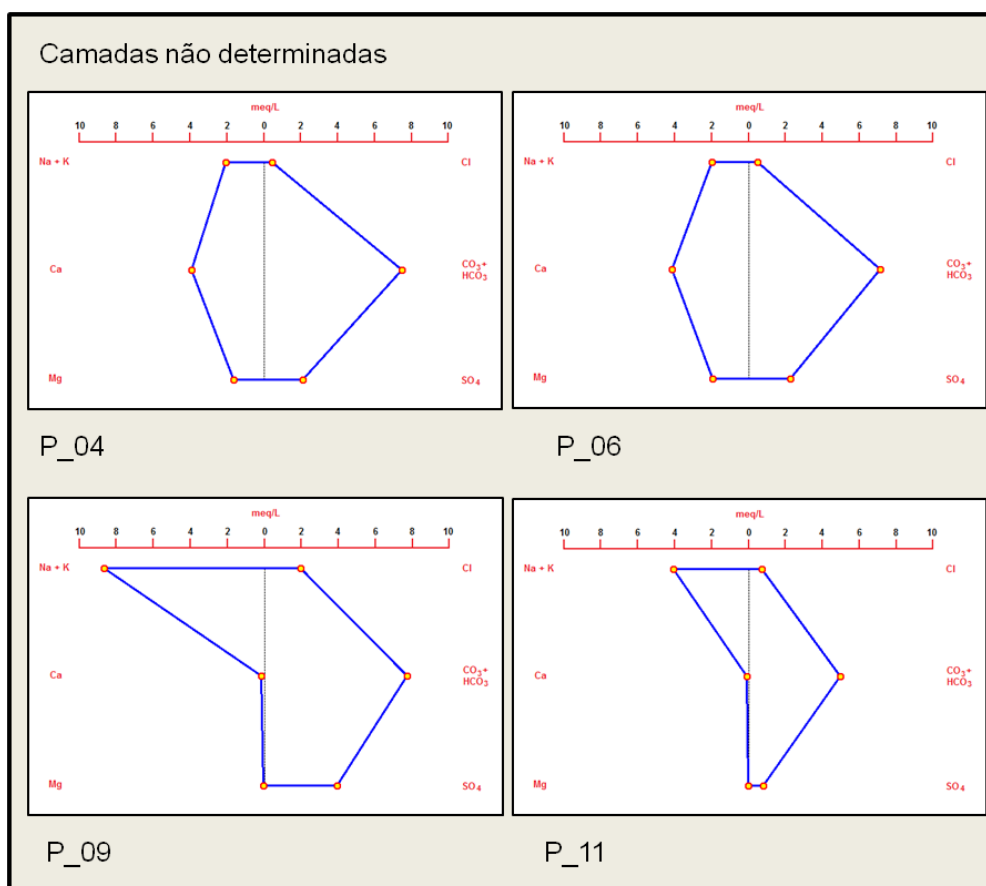 Camadas não determinadas
meq/L
10 8 6 4 2 0 2 4 6 8 10
Na + K Cl
Ca CO3+
HCO3
Mg SO4
P_04
meq/L
10 8 6 4 2 0 2 4 6 8 10
Na + K Cl
Ca CO3+
HCO3
Mg SO4
P_06
meq/L
10 8 6 4 2 0 2 4 6 8 10
Na + K Cl
Ca CO3+
HCO3
Mg SO4
P_09
meq/L
10 8 6 4 2 0 2 4 6 8 10
Na + K Cl
Ca CO3+
HCO3
Mg SO4
P_11